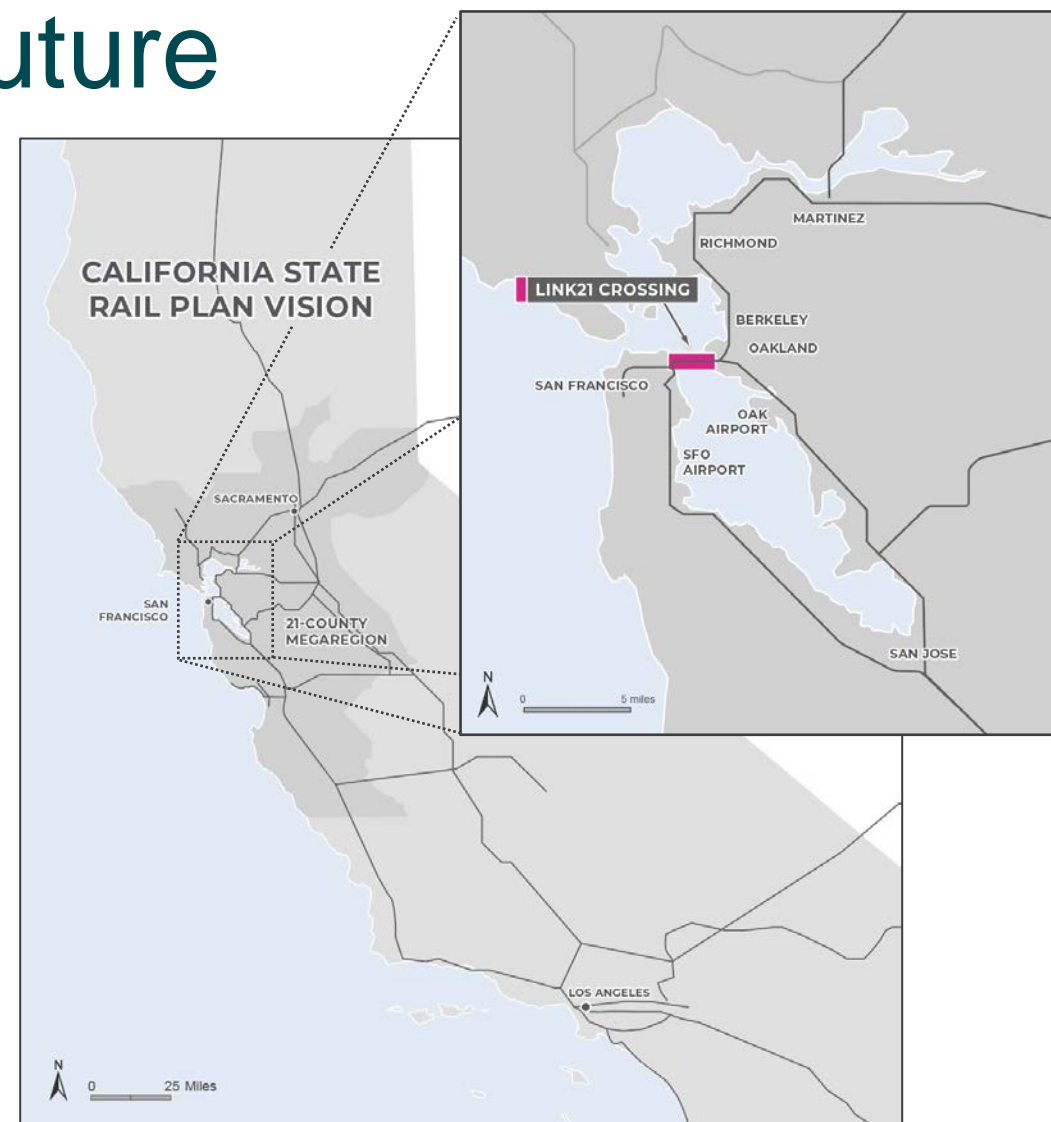 uture
CALIFORNIA STATE
RAIL PLAN VISION
SACRAMENTO
SAN
FRANCISCO
21-COUNTY
MEGAREGION
LOS ANGELES
N
0 25 Miles
MARTINEZ
RICHMOND
LINK21 CROSSING
BERKELEY
OAKLAND
SAN FRANCISCO
OAK
AIRPORT
SFO
AIRPORT
SAN JOSE
N
0 5 miles